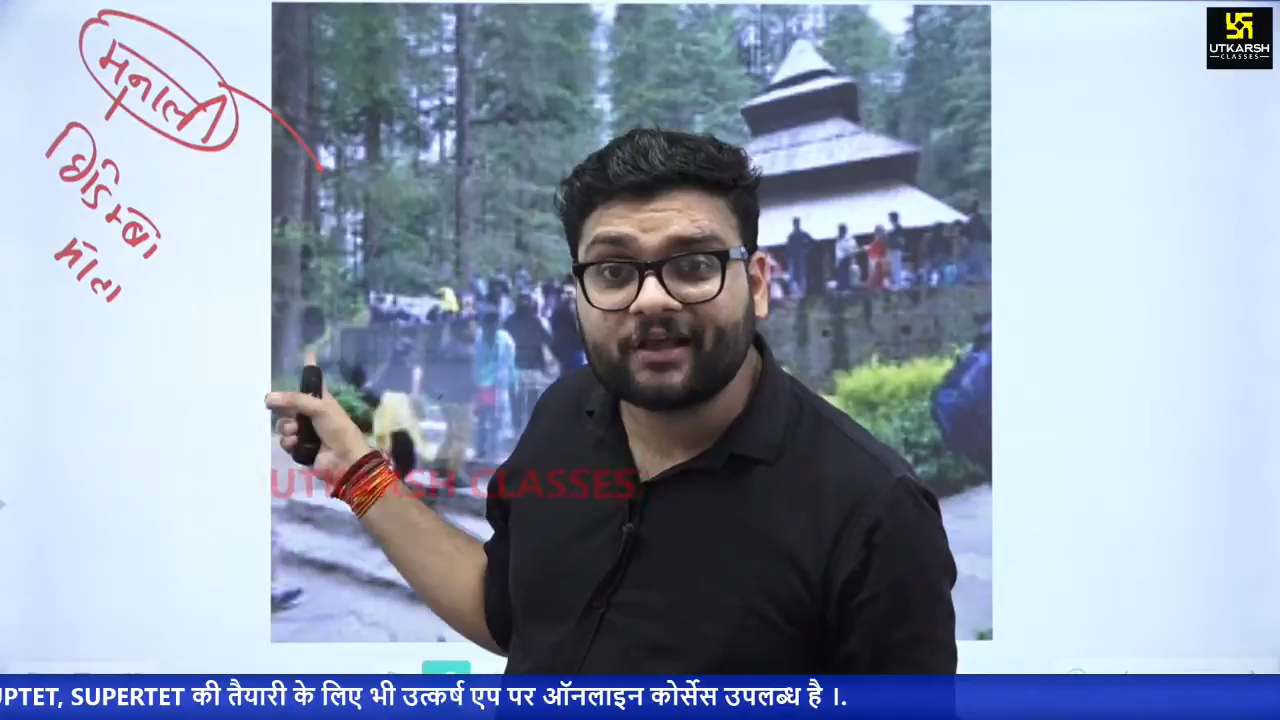 मनाली
हिडिम्बा
माता
UTKARSH
CLASSES
UTKARSH CLASSES
UPTET, SUPERTET की तैयारी के लिए भी उत्कर्ष एप पर ऑनलाइन कोर्सेस उपलब्ध है ।